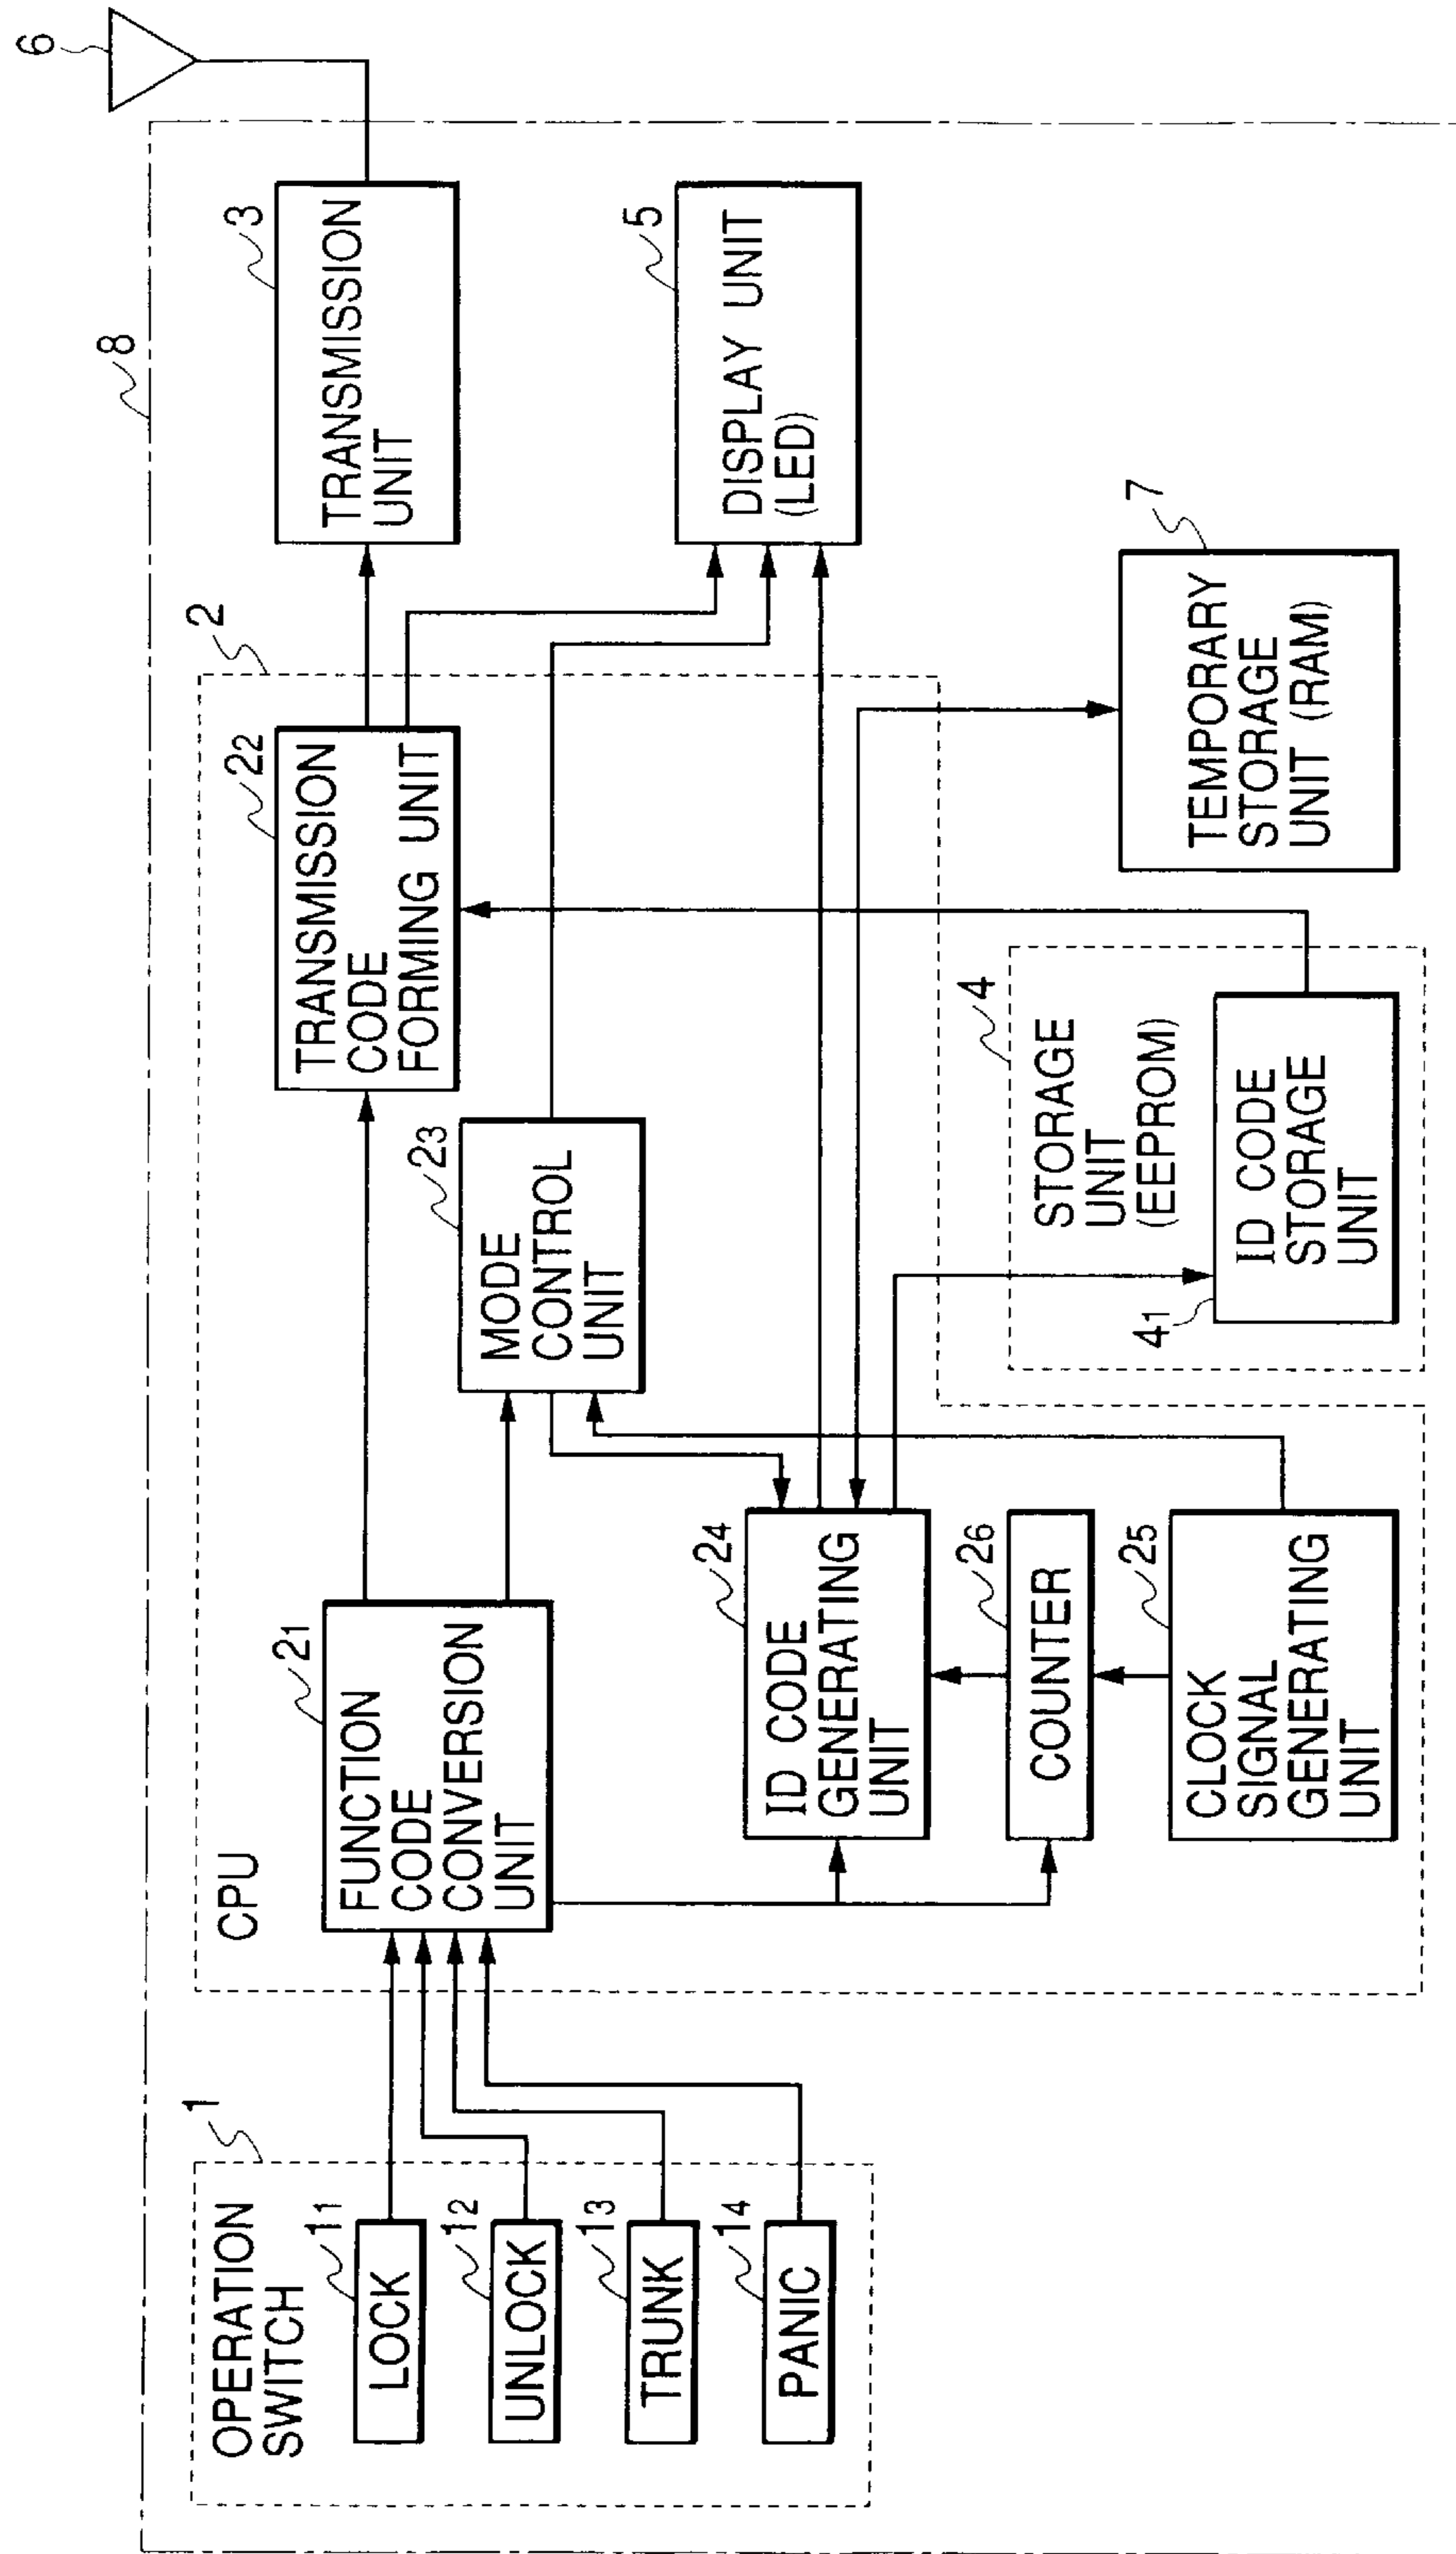 6
8
OPERATION
SWITCH
1
LOCK
11
UNLOCK
12
TRUNK
13
PANIC
14
CPU
2
FUNCTION
CODE
CONVERSION
UNIT
21
TRANSMISSION
CODE
FORMING UNIT
22
MODE
CONTROL
UNIT
23
ID CODE
GENERATING
UNIT
24
COUNTER
26
CLOCK
SIGNAL
GENERATING
UNIT
25
TRANSMISSION
UNIT
3
DISPLAY UNIT
(LED)
5
STORAGE
UNIT
(EEPROM)
4
ID CODE
STORAGE
UNIT
41
TEMPORARY
STORAGE
UNIT (RAM)
7